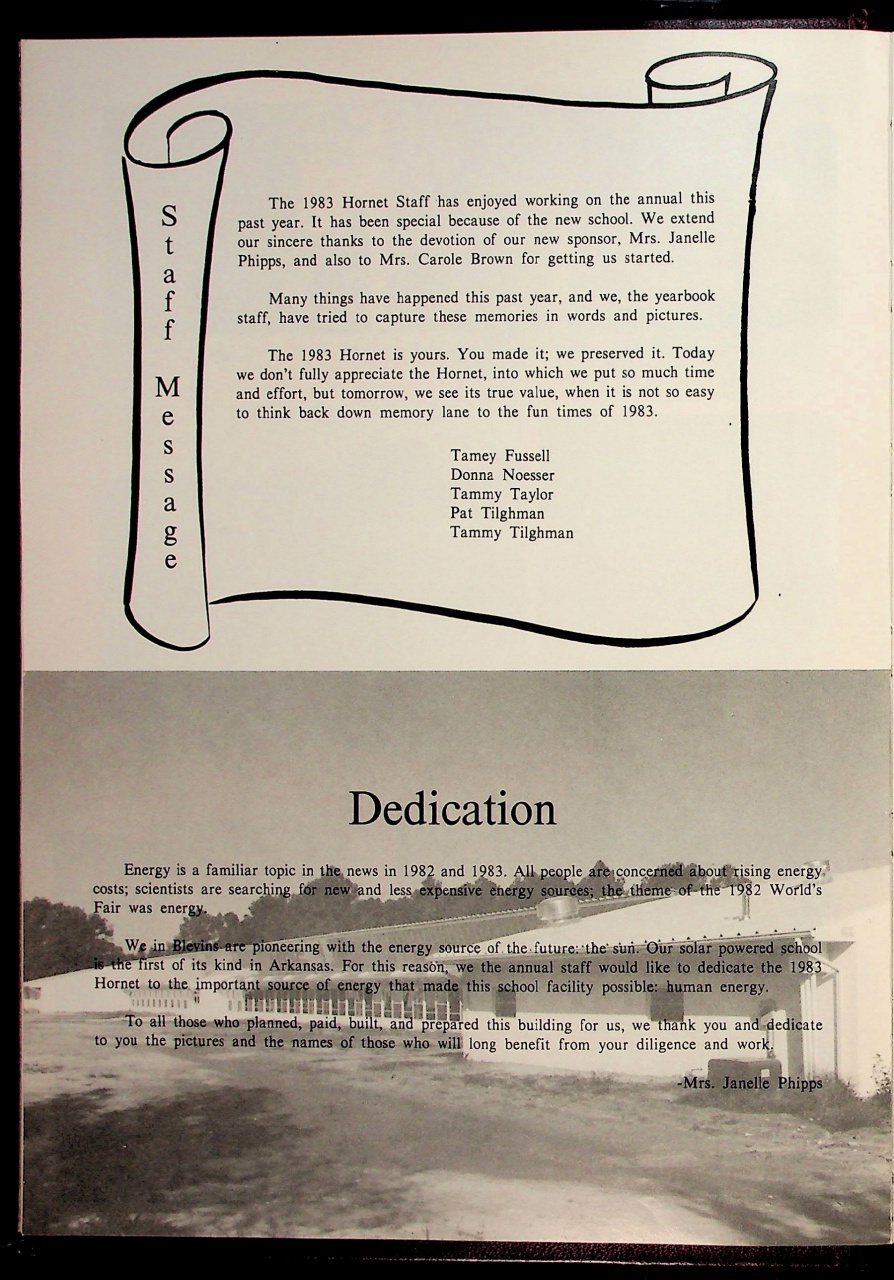 Staff Message
The 1983 Hornet Staff has enjoyed working on the annual this
past year. It has been special because of the new school. We extend
our sincere thanks to the devotion of our new sponsor, Mrs. Janelle
Phipps, and also to Mrs. Carole Brown for getting us started.
Many things have happened this past year, and we, the yearbook
staff, have tried to capture these memories in words and pictures.
The 1983 Hornet is yours. You made it; we preserved it. Today
we don't fully appreciate the Hornet, into which we put so much time
and effort, but tomorrow, we see its true value, when it is not so easy
to think back down memory lane to the fun times of 1983.
Tamey Fussell
Donna Noesser
Tammy Taylor
Pat Tilghman
Tammy Tilghman
Dedication
Energy is a familiar topic in the news in 1982 and 1983. All people are concerned about rising energy
costs; scientists are searching for new and less expensive energy sources; the theme of the 1982 World's
Fair was energy.
We in Blevins are pioneering with the energy source of the future: the sun. Our solar powered school
is the first of its kind in Arkansas. For this reason, we the annual staff would like to dedicate the 1983
Hornet to the important source of energy that made this school facility possible: human energy.
To all those who planned, paid, built, and prepared this building for us, we thank you and dedicate
to you the pictures and the names of those who will long benefit from your diligence and work.
-Mrs. Janelle Phipps